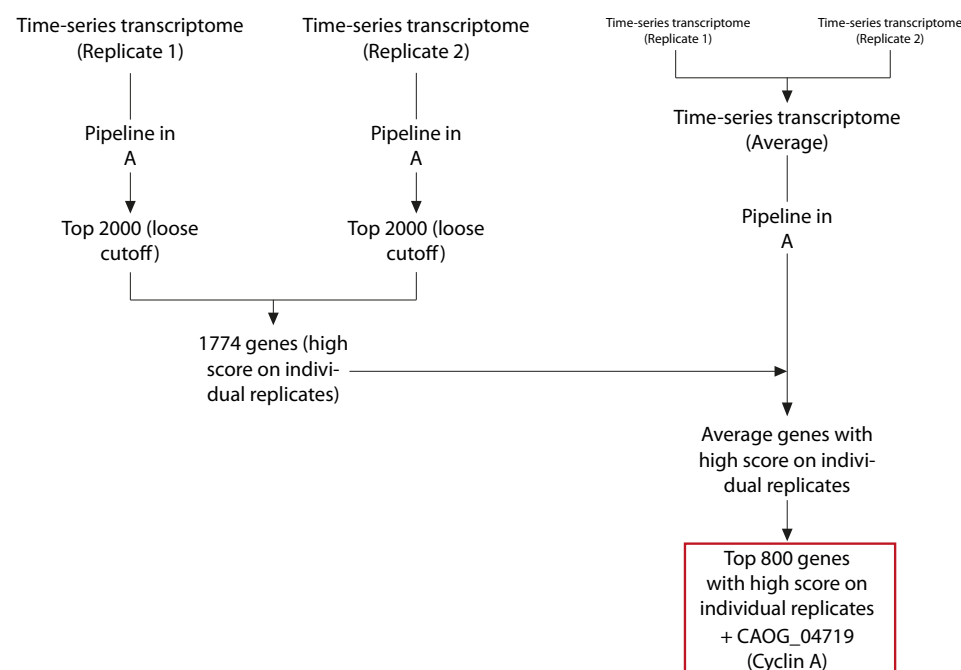 Time-series transcriptome
(Replicate 1)
Time-series transcriptome
(Replicate 2)
Time-series transcriptome
(Replicate 1)
Time-series transcriptome
(Replicate 2)
Pipeline in
A
Pipeline in
A
Time-series transcriptome
(Average)
Top 2000 (loose
cutoff)
Top 2000 (loose
cutoff)
Pipeline in
A
1774 genes (high
score on indivi-
dual replicates)
Average genes with
high score on indivi-
dual replicates
Top 800 genes
with high score on
individual replicates
+ CAOG_04719
(Cyclin A)